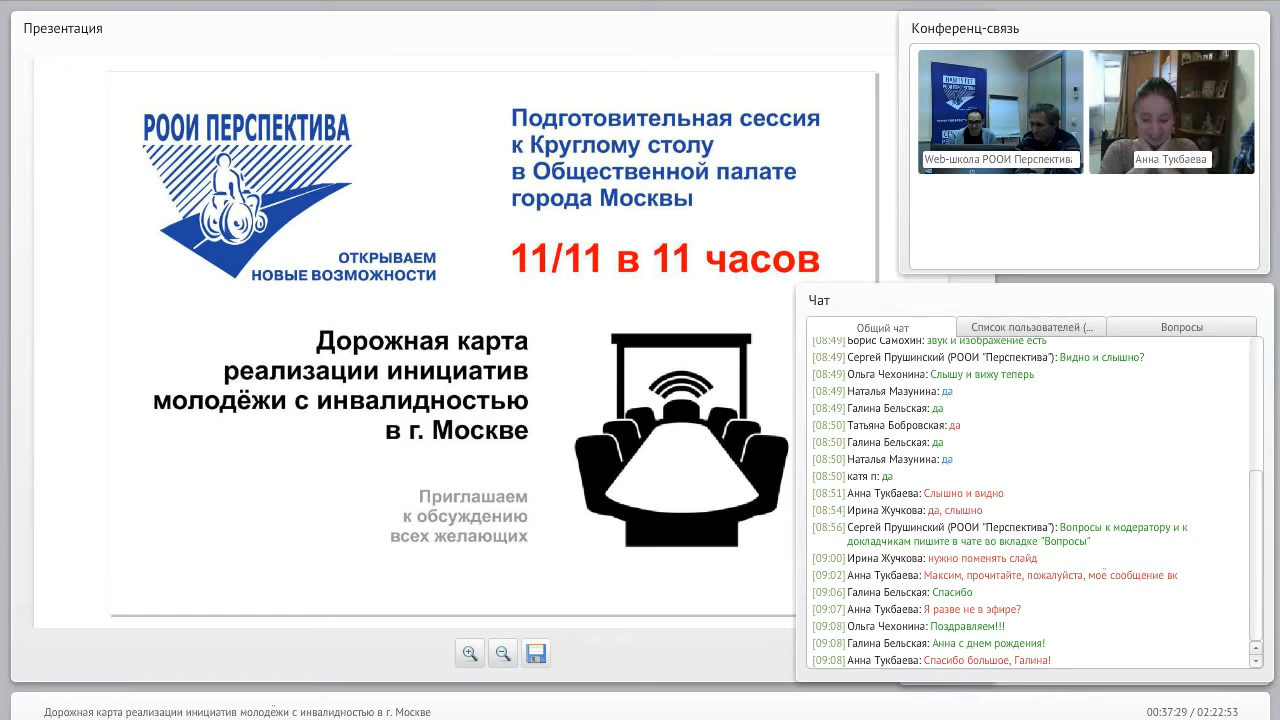 Презентация
РООИ ПЕРСПЕКТИВА
ОТКРЫВАЕМ
НОВЫЕ ВОЗМОЖНОСТИ
Подготовительная сессия
к Круглому столу
в Общественной палате
города Москвы
11/11 в 11 часов
Дорожная карта
реализации инициатив
молодёжи с инвалидностью
в г. Москве
Приглашаем
к обсуждению
всех желающих
Конференц-связь
РООИ ПЕРСПЕКТИВА
Web-школа РООИ Перспектива
Анна Тукбаева
Чат
Общий чат
Список пользователей (...
Вопросы
[08:49] Борис Самохин: звук и изображение есть
[08:49] Сергей Прушинский (РООИ "Перспектива"): Видно и слышно?
[08:49] Ольга Чехонина: Слышу и вижу теперь
[08:49] Наталья Мазунина: да
[08:49] Галина Бельская: да
[08:50] Татьяна Бобровская: да
[08:50] Галина Бельская: да
[08:50] Наталья Мазунина: да
[08:50] катя п: да
[08:51] Анна Тукбаева: Слышно и видно
[08:54] Ирина Жучкова: да, слышно
[08:56] Сергей Прушинский (РООИ "Перспектива"): Вопросы к модератору и к
докладчикам пишите в чате во вкладке "Вопросы"
[09:00] Ирина Жучкова: нужно поменять слайд
[09:02] Анна Тукбаева: Максим, прочитайте, пожалуйста, моё сообщение вк
[09:06] Галина Бельская: Спасибо
[09:07] Анна Тукбаева: Я разве не в эфире?
[09:08] Ольга Чехонина: Поздравляем!!!
[09:08] Галина Бельская: Анна с днем рождения!
[09:08] Анна Тукбаева: Спасибо большое, Галина!
Дорожная карта реализации инициатив молодёжи с инвалидностью в г. Москве
00:37:29 / 02:22:53